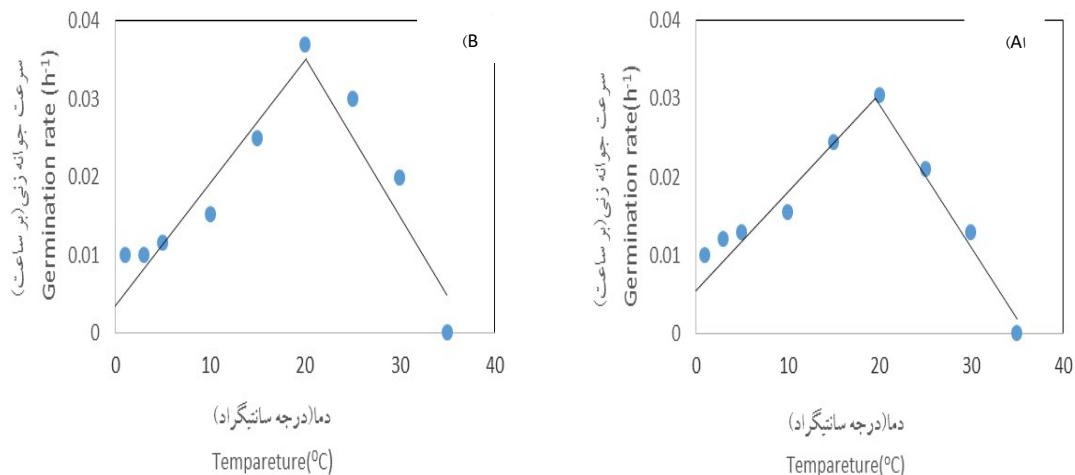 (B
0.04
0.03
0.02
0.01
0
0 10 20 30 40
سرعت جوانه زنی(بر ساعت)
Germination rate (h-1)
دما(درجه سانتیگراد)
Tempareture(⁰C)
(A
0.04
0.03
0.02
0.01
0
0 10 20 30 40
سرعت جوانه زنی(بر ساعت)
Germination rate(h-1)
دما(درجه سانتیگراد)
Tempareture(⁰C)